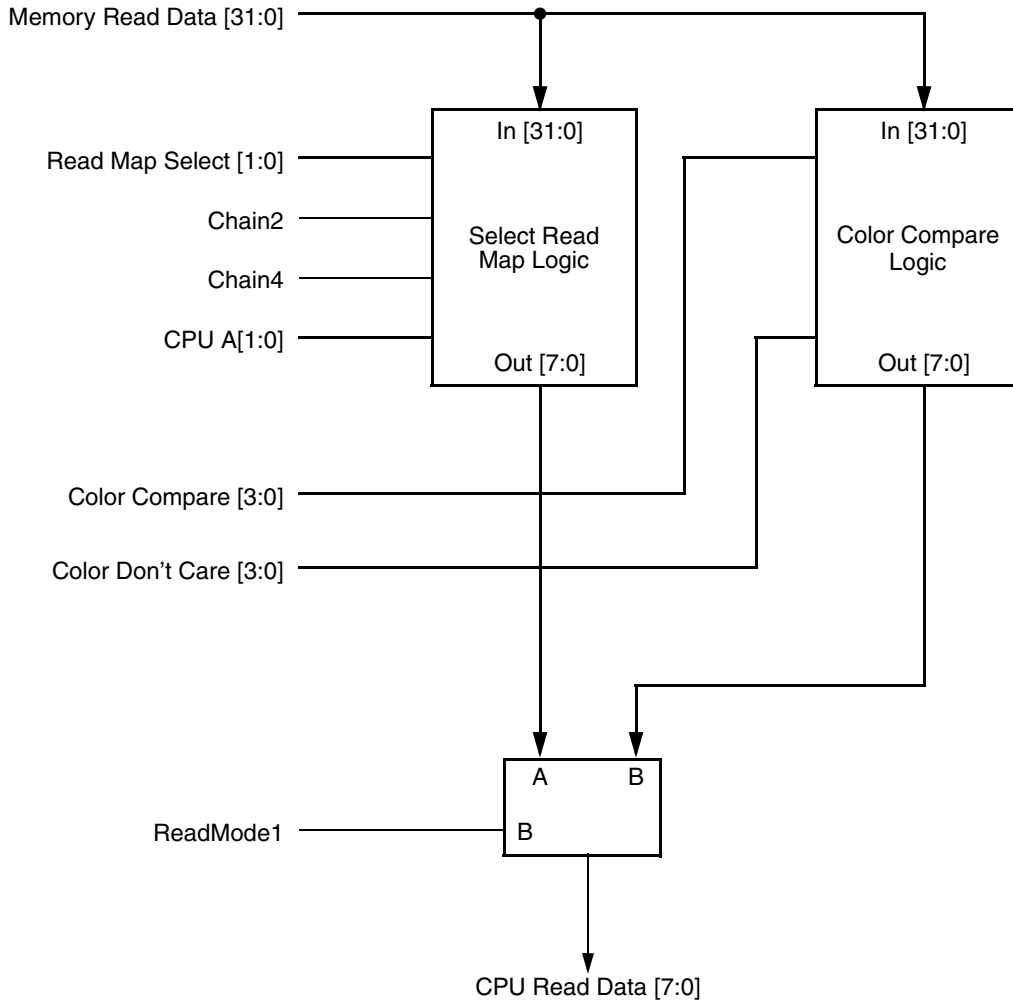 Memory Read Data [31:0]
In [31:0]
In [31:0]
Read Map Select [1:0]
Chain2
Select Read
Map Logic
Color Compare
Logic
Chain4
CPU A[1:0]
Out [7:0]
Out [7:0]
Color Compare [3:0]
Color Don't Care [3:0]
A
B
ReadMode1
B
CPU Read Data [7:0]